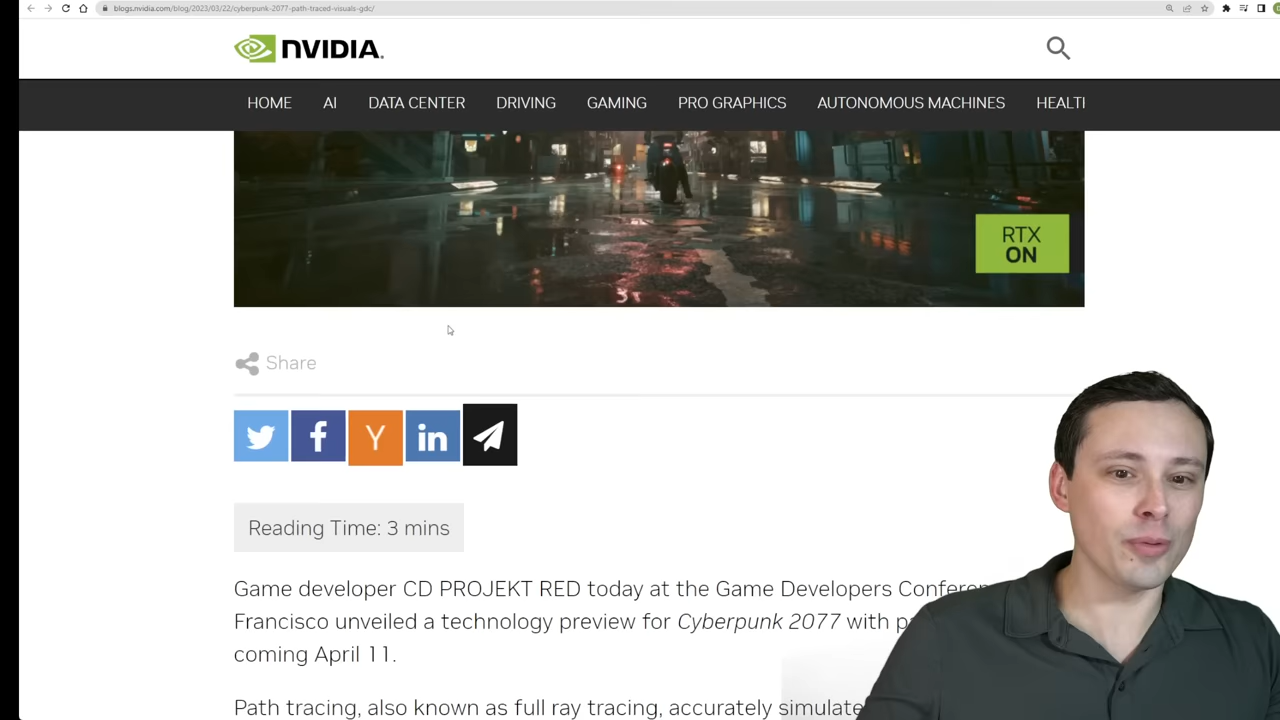 blogs.nvidia.com/blog/2023/03/22/cyberpunk-2077-path-traced-visuals-gdc/
NVIDIA.
HOME AI DATA CENTER DRIVING GAMING PRO GRAPHICS AUTONOMOUS MACHINES HEALTH
RTX
ON
Share
Y
in
Reading Time: 3 mins
Game developer CD PROJEKT RED today at the Game Developers
Francisco unveiled a technology preview for Cyberpunk 2077 with
coming April 11.
Path tracing, also known as full ray tracing, accurately